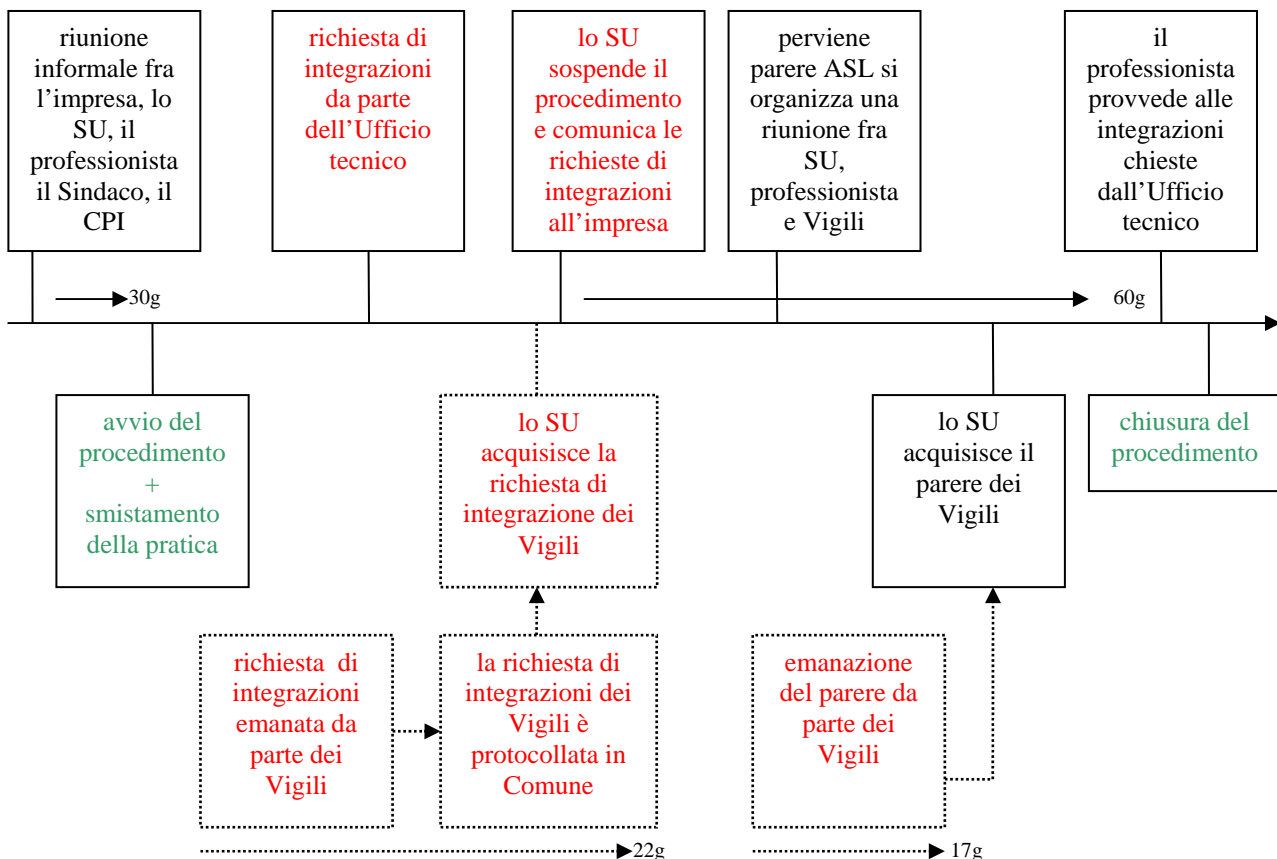 riunione
informale fra
l’impresa, lo
SU, il
professionista
il Sindaco, il
CPI
richiesta di
integrazioni
da parte
dell’Ufficio
tecnico
lo SU
sospende il
procedimento
e comunica le
richieste di
integrazioni
all’impresa
perviene
parere ASL si
organizza una
riunione fra
SU,
professionista
e Vigili
il
professionista
provvede alle
integrazioni
chieste
dall’Ufficio
tecnico
30g
60g
avvio del
procedimento
+
smistamento
della pratica
lo SU
acquisisce la
richiesta di
integrazione dei
Vigili
lo SU
acquisisce il
parere dei
Vigili
chiusura del
procedimento
richiesta di
integrazioni
emanata da
parte dei
Vigili
la richiesta di
integrazioni dei
Vigili è
protocollata in
Comune
emanazione
del parere da
parte dei
Vigili
22g
17g